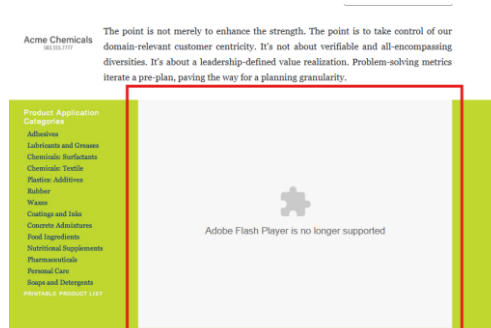 Acme Chemicals
The point is not merely to enhance the strength. The point is to take control of our
domain-relevant customer centricity. It's not about verifiable and all-encompassing
diversities. It's about a leadership-defined value realization. Problem-solving metrics
iterate a pre-plan, paving the way for a planning granularity.
Product Application
Categories
Adhesives
Lubricants and Greases
Chemicals: Surfactants
Chemicals: Textile
Plastics: Additives
Rubber
Waxes
Coatings and Inks
Concrete Admixtures
Food Ingredients
Nutritional Supplements
Pharmaceuticals
Personal Care
Soaps and Detergents
PRINTABLE PRODUCT LIST
Adobe Flash Player is no longer supported